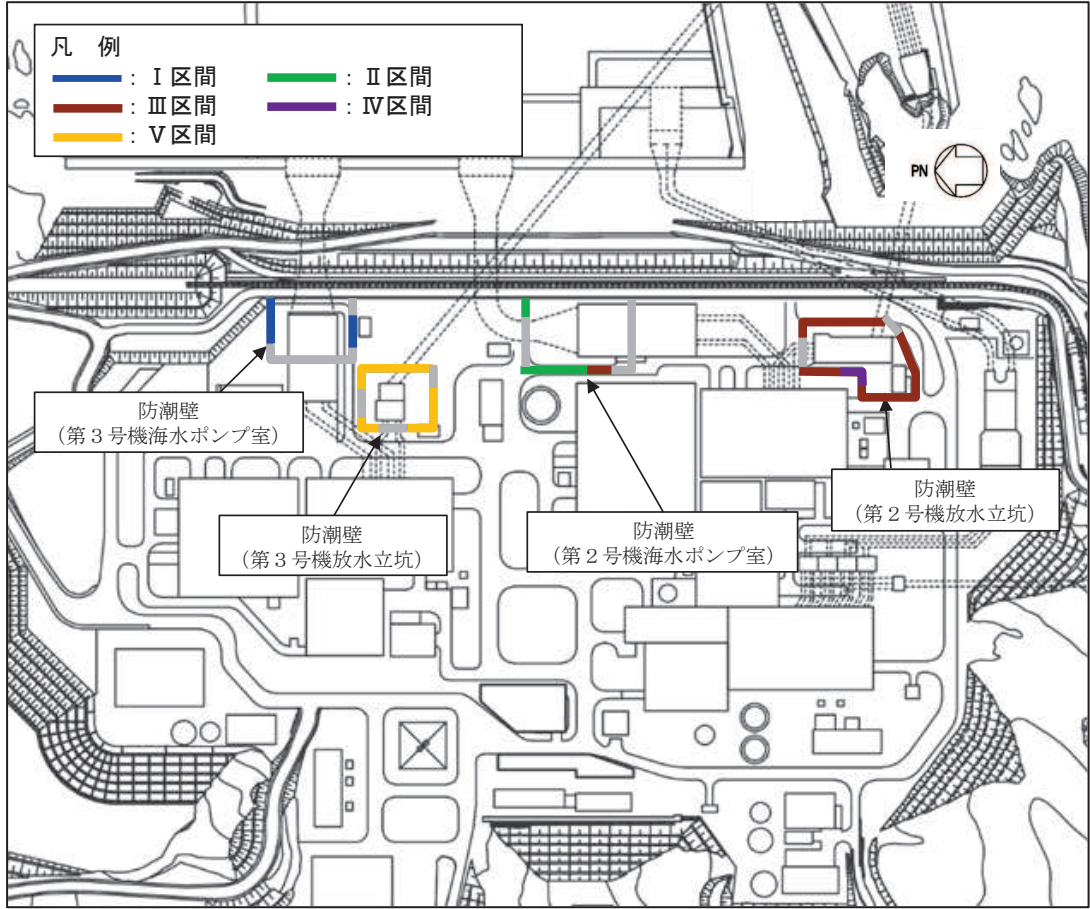 凡 例
: Ⅰ区間
: Ⅱ区間
: Ⅲ区間
: Ⅳ区間
: Ⅴ区間
PN
防潮壁
(第3号機海水ポンプ室)
防潮壁
(第3号機放水立坑)
防潮壁
(第2号機海水ポンプ室)
防潮壁
(第2号機放水立坑)